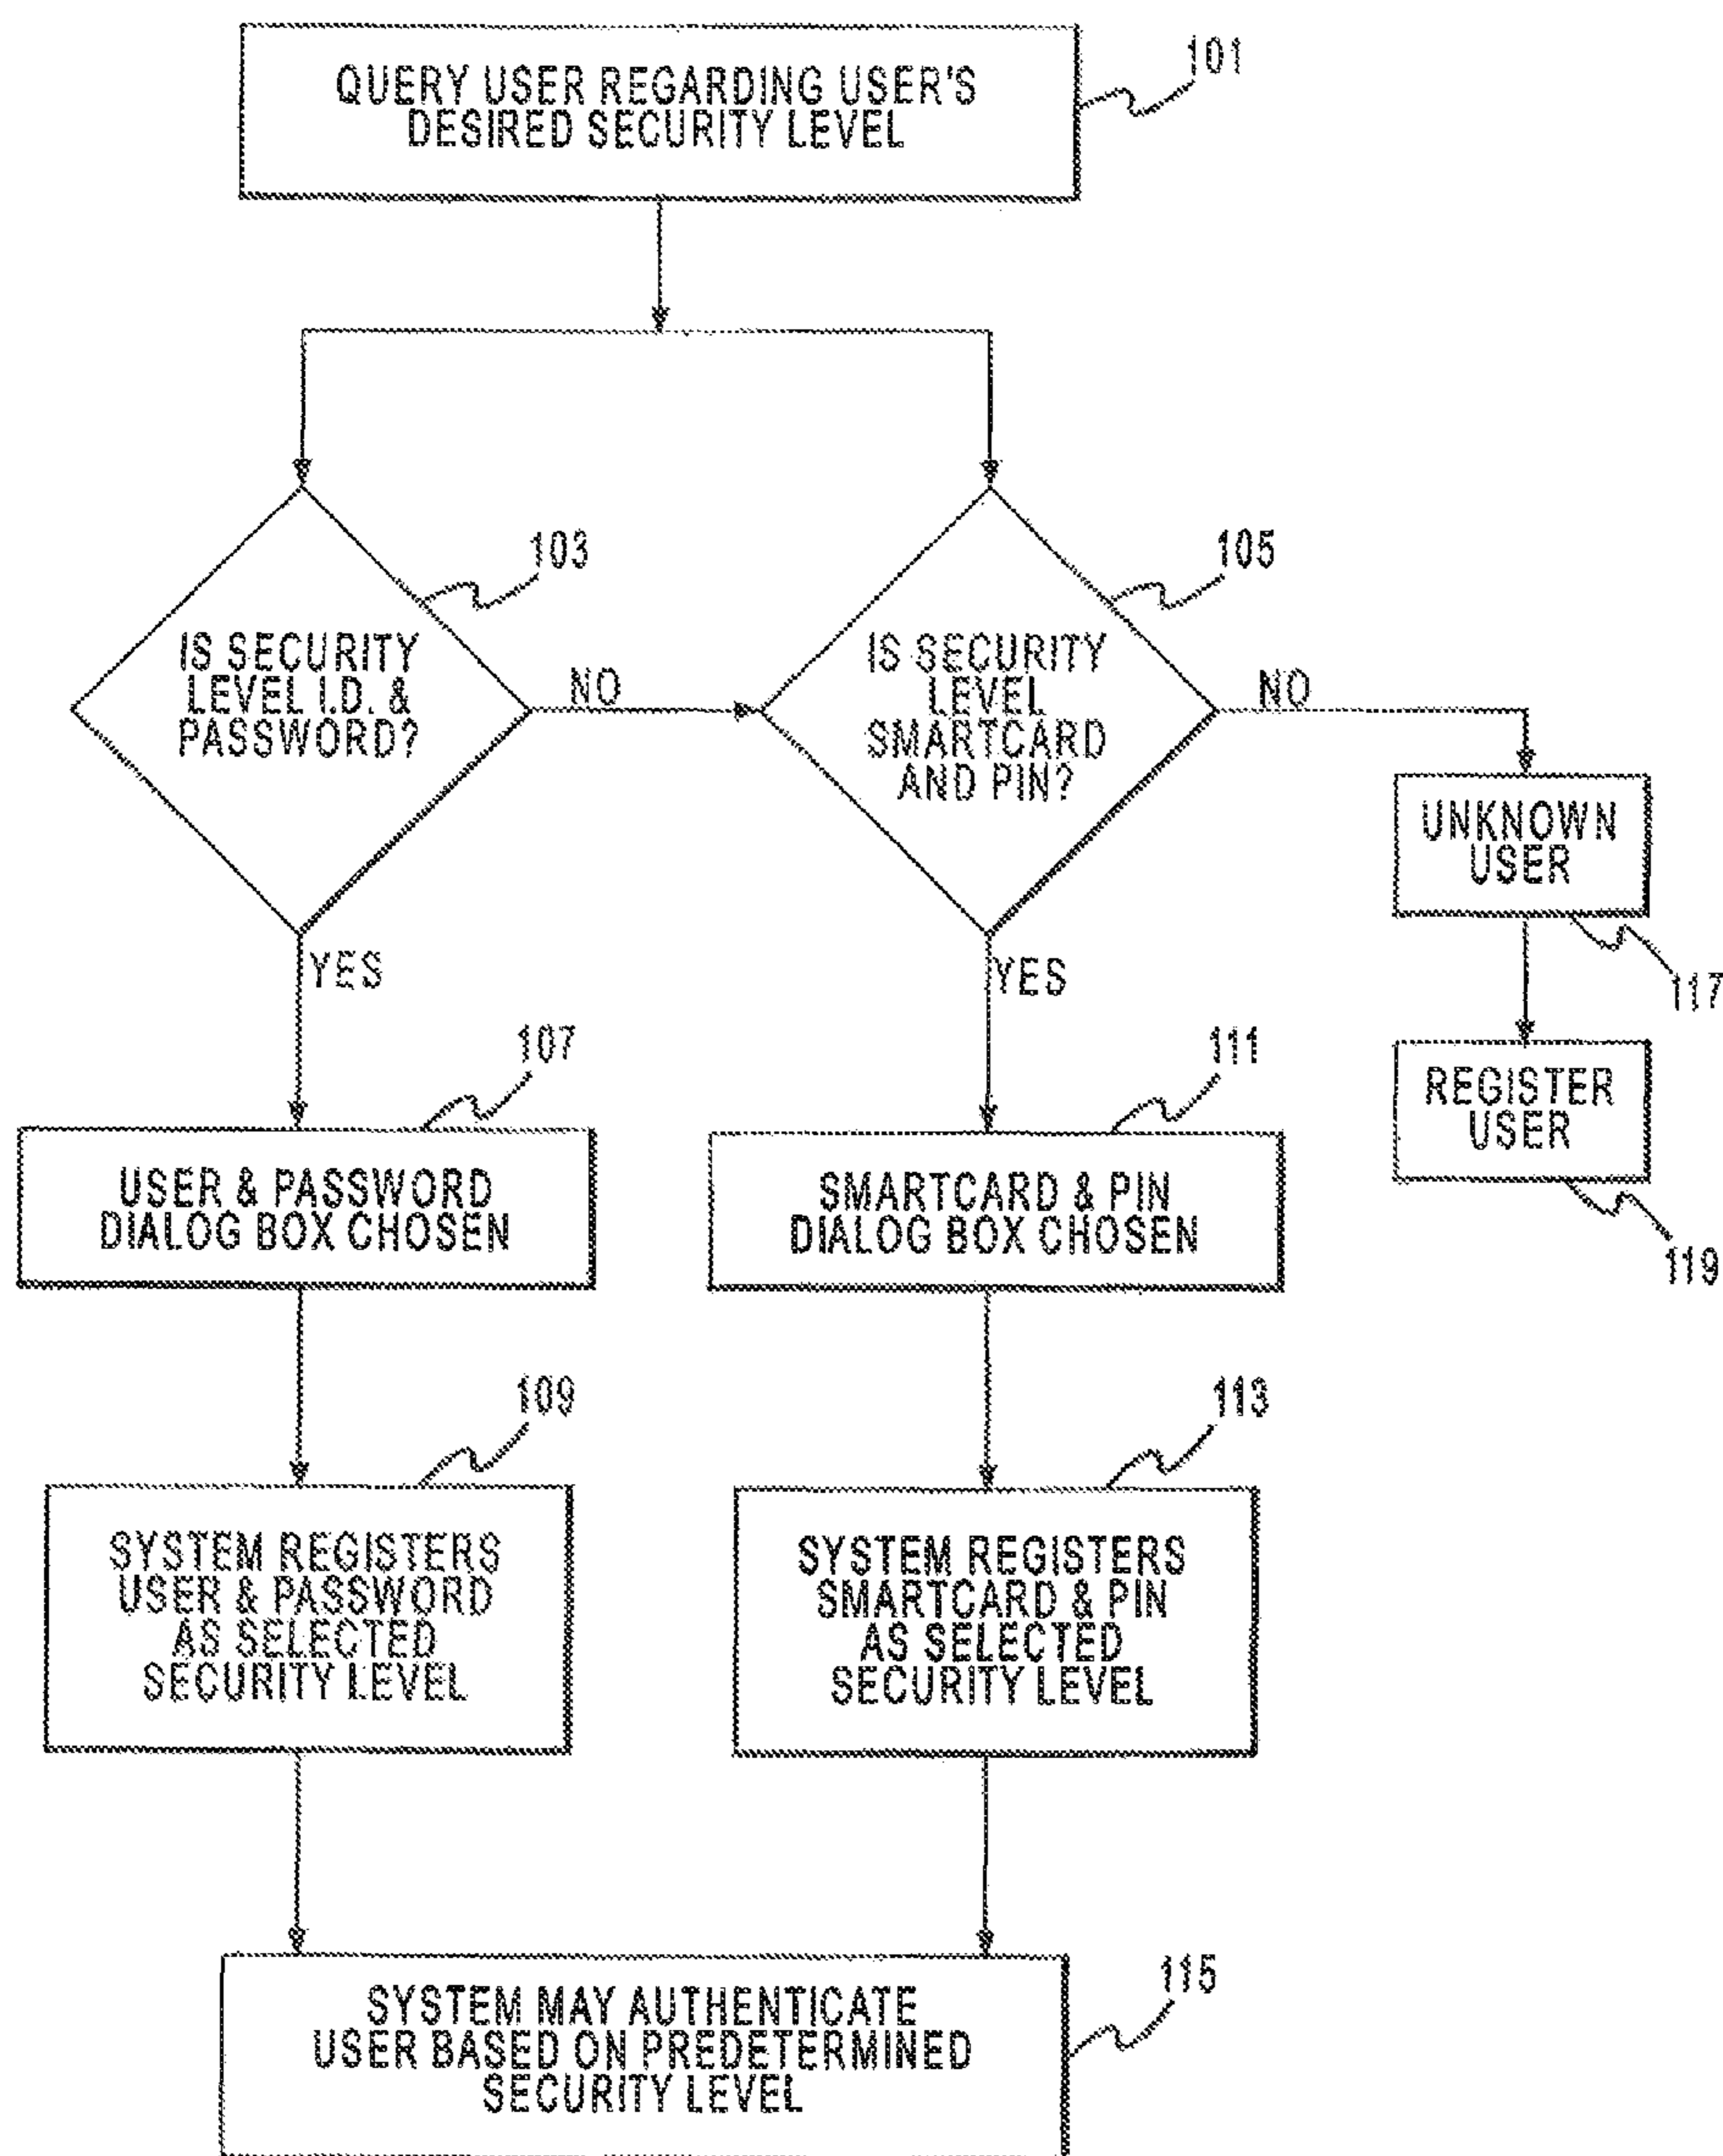 QUERY USER REGARDING USER'S
DESIRED SECURITY LEVEL
101
103
IS SECURITY
LEVEL I.D. &
PASSWORD?
NO
YES
105
IS SECURITY
LEVEL
SMARTCARD
AND PIN?
NO
YES
UNKNOWN
USER
117
REGISTER
USER
119
107
USER & PASSWORD
DIALOG BOX CHOSEN
111
SMARTCARD & PIN
DIALOG BOX CHOSEN
109
SYSTEM REGISTERS
USER & PASSWORD
AS SELECTED
SECURITY LEVEL
113
SYSTEM REGISTERS
SMARTCARD & PIN
AS SELECTED
SECURITY LEVEL
SYSTEM MAY AUTHENTICATE
USER BASED ON PREDETERMINED
SECURITY LEVEL
115